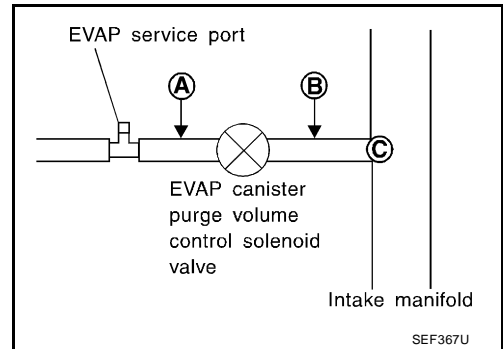 EVAP service port
A
B
C
EVAP canister
purge volume
control solenoid
valve
Intake manifold
SEF367U